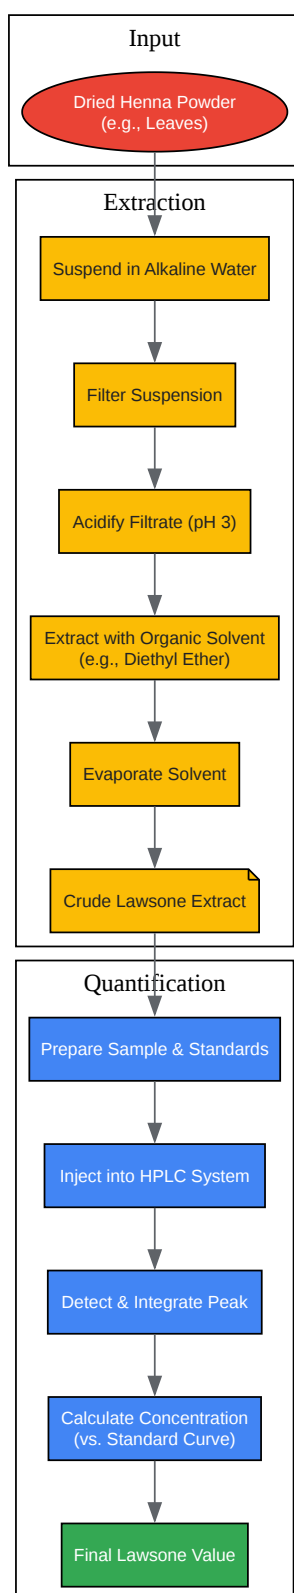 Input
Dried Henna Powder
(e.g., Leaves)
Extraction
Suspend in Alkaline Water
Filter Suspension
Acidify Filtrate (pH 3)
Extract with Organic Solvent
(e.g., Diethyl Ether)
Evaporate Solvent
Crude Lawsone Extract
Quantification
Prepare Sample & Standards
Inject into HPLC System
Detect & Integrate Peak
Calculate Concentration
(vs. Standard Curve)
Final Lawsone Value